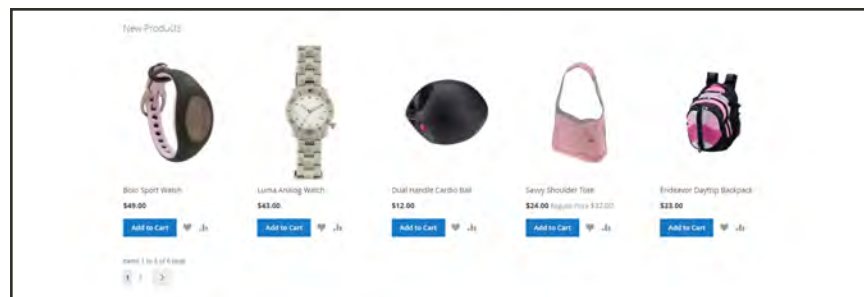 New Products
Bolo Sport Watch
$49.00
Add to Cart
Luma Analog Watch
$43.00
Add to Cart
Dual Handle Cardio Ball
$12.00
Add to Cart
Savvy Shoulder Tote
$24.00 Regular Price $32.00
Add to Cart
Endeavor Daytrip Backpack
$33.00
Add to Cart
Items 1 to 5 of 6 total
1 2